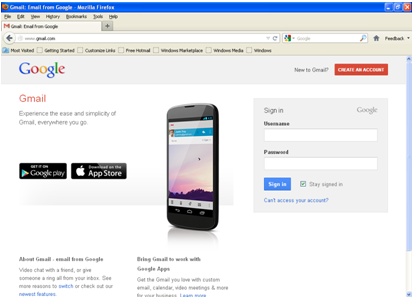 Gmail: Email from Google - Mozilla Firefox
File Edit View History Bookmarks Tools Help
Gmail: Email from Google
www.gmail.com
Google
Feedback
Most Visited Getting Started Customize Links Free Hotmail Windows Marketplace Windows Media Windows
Google
New to Gmail? CREATE AN ACCOUNT
Gmail
Experience the ease and simplicity of
Gmail, everywhere you go.
GET IT ON
Google play
Download on the
App Store
Sign in Google
Username
Password
Sign in Stay signed in
Can't access your account?
About Gmail - email from Google
Video chat with a friend, or give
someone a ring all from your inbox. See
more reasons to switch or check out our
newest features.
Bring Gmail to work with
Google Apps
Get the Gmail you love with custom
email, calendar, video meetings & more
for your business. Learn more